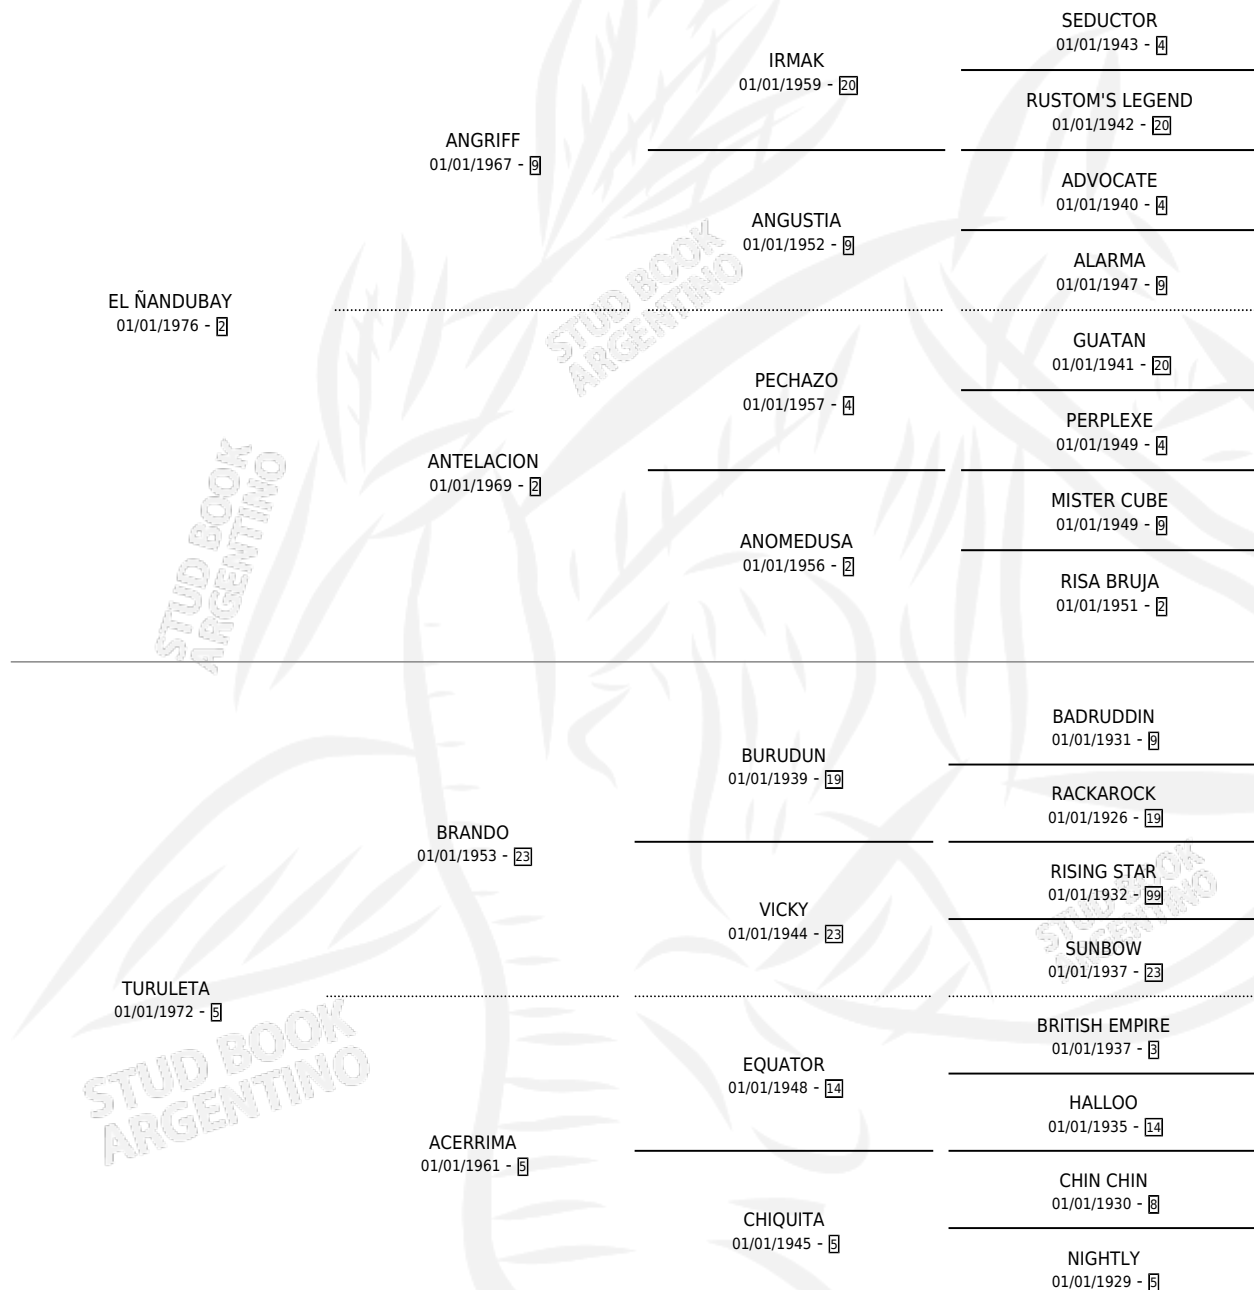 SEDUCTOR
01/01/1943 - 4
IRMAK
01/01/1959 - 20
RUSTOM'S LEGEND
01/01/1942 - 20
ANGRIFF
01/01/1967 - 9
ADVOCATE
01/01/1940 - 4
ANGUSTIA
01/01/1952 - 9
ALARMA
01/01/1947 - 9
EL ÑANDUBAY
01/01/1976 - 2
GUATAN
01/01/1941 - 20
PECHAZO
01/01/1957 - 4
PERPLEXE
01/01/1949 - 4
ANTELACION
01/01/1969 - 2
MISTER CUBE
01/01/1949 - 9
ANOMEDUSA
01/01/1956 - 2
RISA BRUJA
01/01/1951 - 2
STUD BOOK
ARGENTINO
STUD BOOK
ARGENTINO
BADRUDDIN
01/01/1931 - 9
BURUDUN
01/01/1939 - 19
RACKAROCK
01/01/1926 - 19
BRANDO
01/01/1953 - 23
RISING STAR
01/01/1932 - 99
VICKY
01/01/1944 - 23
SUNBOW
01/01/1937 - 23
TURULETA
01/01/1972 - 5
BRITISH EMPIRE
01/01/1937 - 3
EQUATOR
01/01/1948 - 14
HALLOO
01/01/1935 - 14
ACERRIMA
01/01/1961 - 5
CHIN CHIN
01/01/1930 - 8
CHIQUITA
01/01/1945 - 5
NIGHTLY
01/01/1929 - 5
STUD BOOK
ARGENTINO
STUD BOOK
ARGENTINO